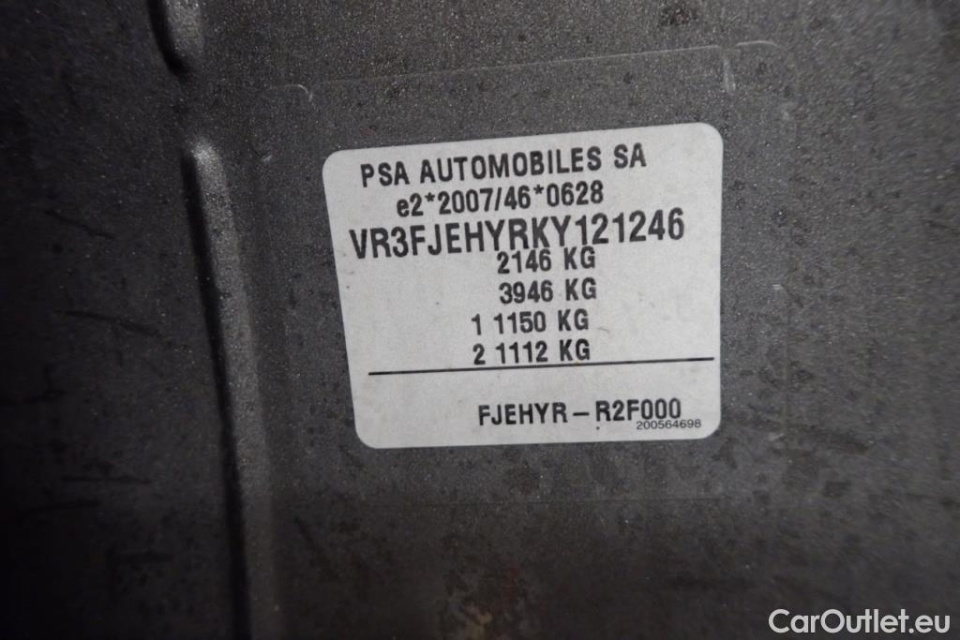 PSA AUTOMOBILES SA
e2*2007/46*0628
VR3FJEHYRKY121246
2146 KG
3946 KG
1 1150 KG
2 1112 KG
FJEHYR-R2F000
200564698
CarOutlet.eu